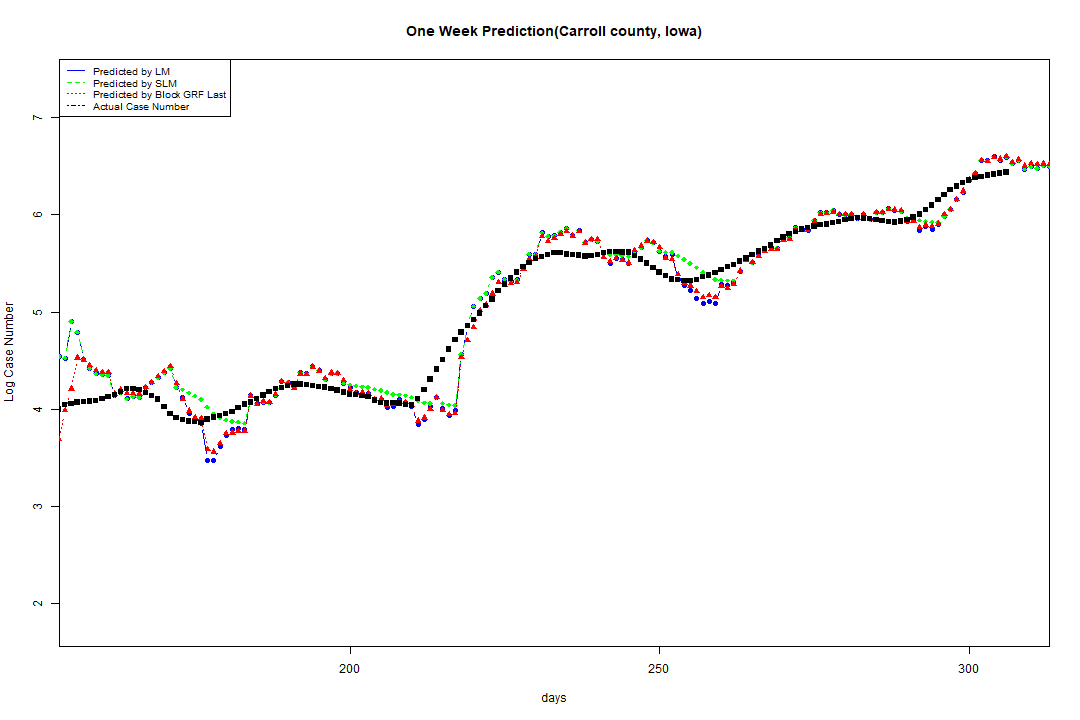 One Week Prediction(Carroll county, Iowa)
Predicted by LM
Predicted by SLM
Predicted by Block GRF Last
Actual Case Number
Log Case Number
7
6
5
4
3
2
200 250 300
days